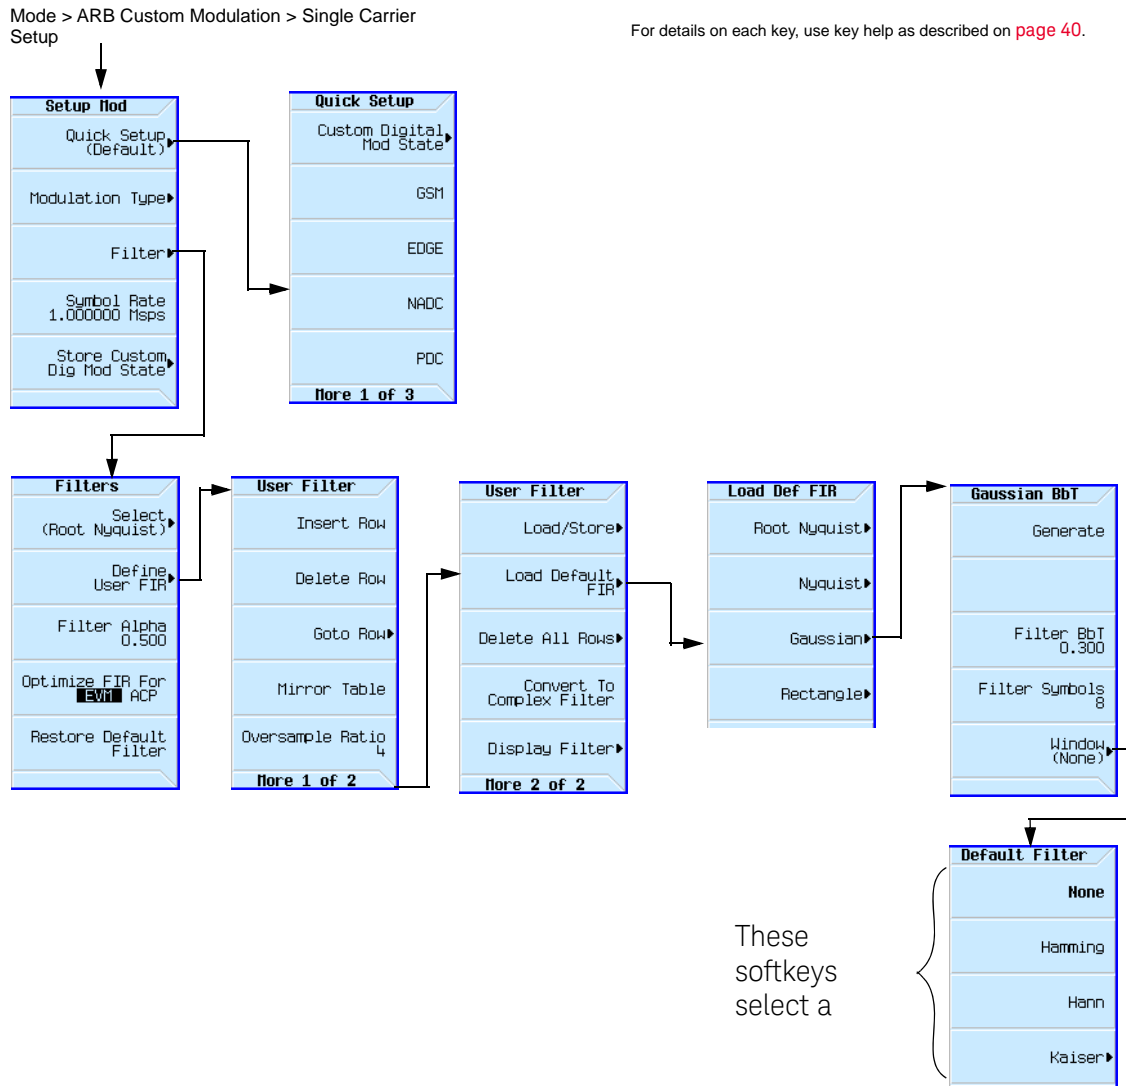 Mode > ARB Custom Modulation > Single Carrier
Setup
For details on each key, use key help as described on page 40.
Setup Mod
Quick Setup
(Default)
Modulation Type
Filter
Symbol Rate
1.000000 Msps
Store Custom
Dig Mod State
Quick Setup
Custom Digital
Mod State
GSM
EDGE
NADC
PDC
More 1 of 3
Filters
Select
(Root Nyquist)
Define
User FIR
Filter Alpha
0.500
Optimize FIR For
EVM ACP
Restore Default
Filter
User Filter
Insert Row
Delete Row
Goto Row
Mirror Table
Oversample Ratio
4
More 1 of 2
User Filter
Load/Store
Load Default
FIR
Delete All Rows
Convert To
Complex Filter
Display Filter
More 2 of 2
Load Def FIR
Root Nyquist
Nyquist
Gaussian
Rectangle
Gaussian BbT
Generate
Filter BbT
0.300
Filter Symbols
8
Window
(None)
Default Filter
None
Hamming
Hann
Kaiser
These
softkeys
select a